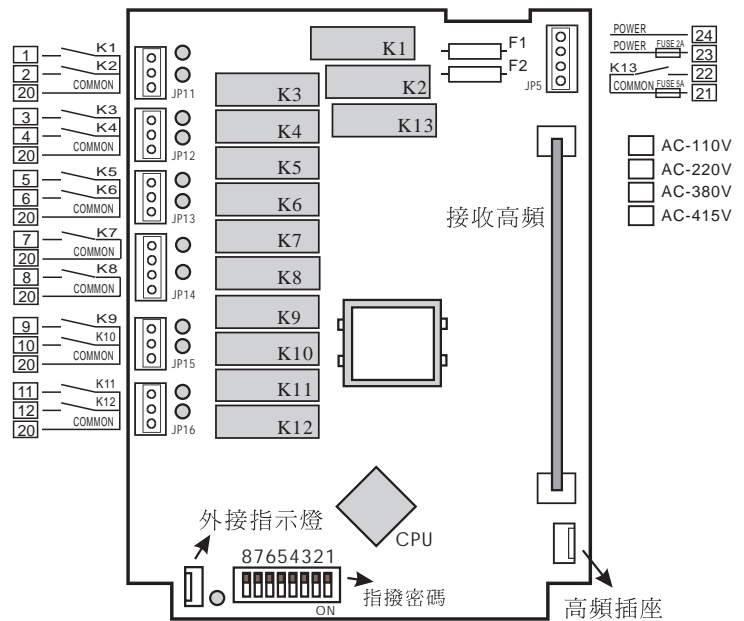 1 K1
2 K2
20 COMMON
JP11
3 K3
4 K4
20 COMMON
JP12
5 K5
6 K6
20 COMMON
JP13
7 K7
20 COMMON
8 K8
20 COMMON
JP14
9 K9
10 K10
20 COMMON
JP15
11 K11
12 K12
20 COMMON
JP16
K1
K2
K13
K3
K4
K5
K6
K7
K8
K9
K10
K11
K12
F1
F2
JP5
POWER 24
POWER FUSE 2A 23
K13 22
COMMON FUSE 5A 21
AC-110V
AC-220V
AC-380V
AC-415V
接收高頻
CPU
外接指示燈
87654321
ON
指撥密碼
高頻插座